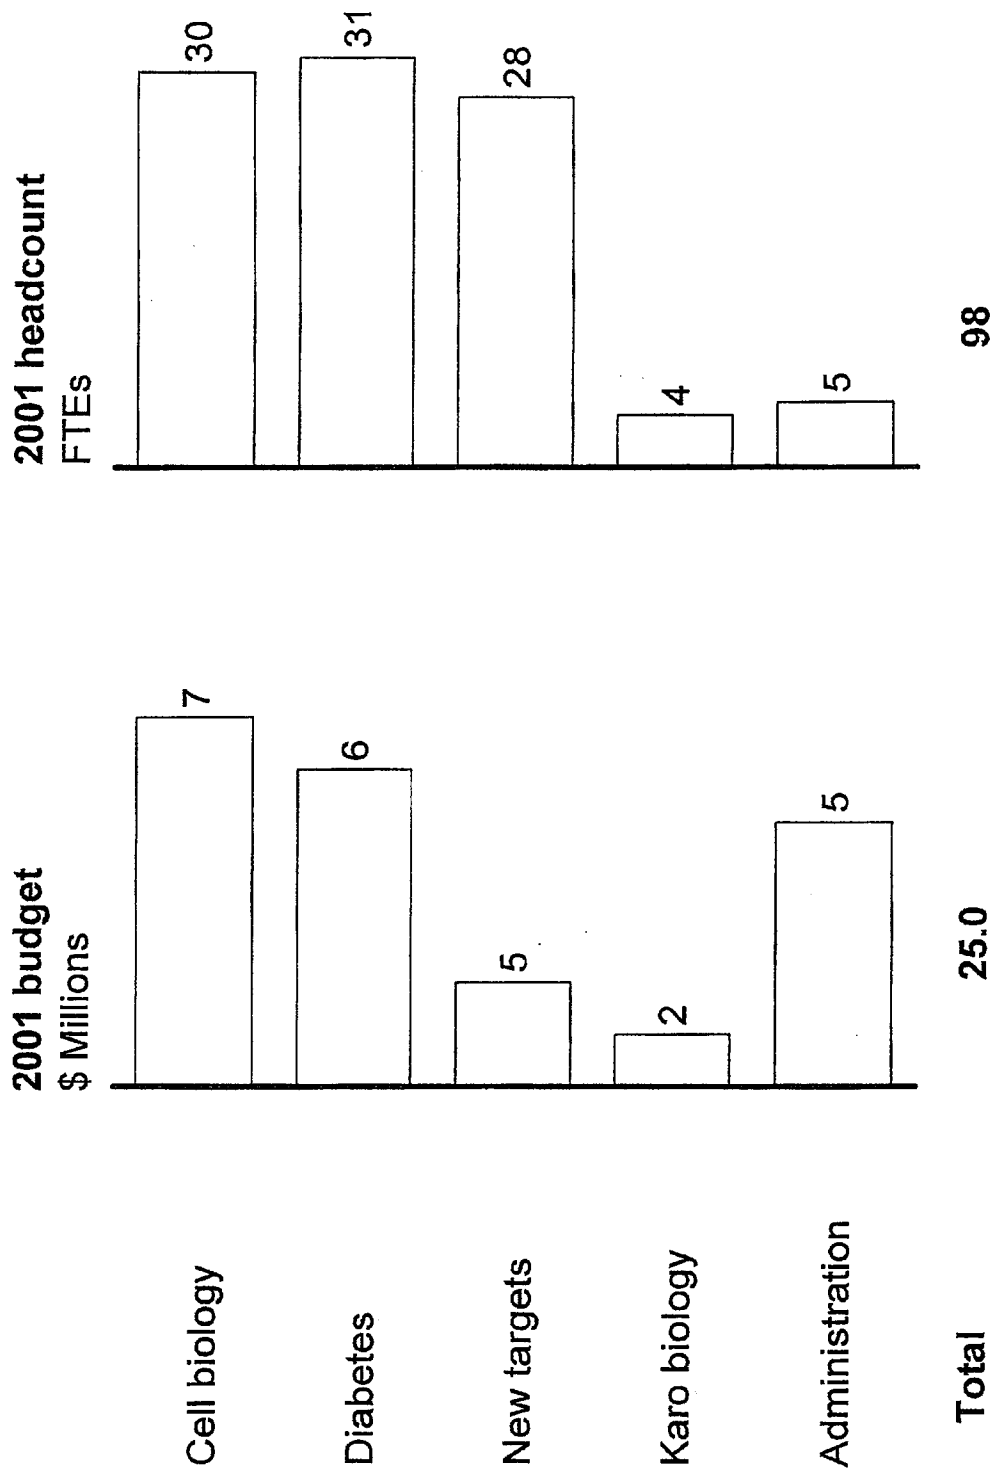 2001 budget
$ Millions
2001 headcount
FTEs
Cell biology 7 30
Diabetes 6 31
New targets 5 28
Karo biology 2 4
Administration 5 5
Total 25.0 98